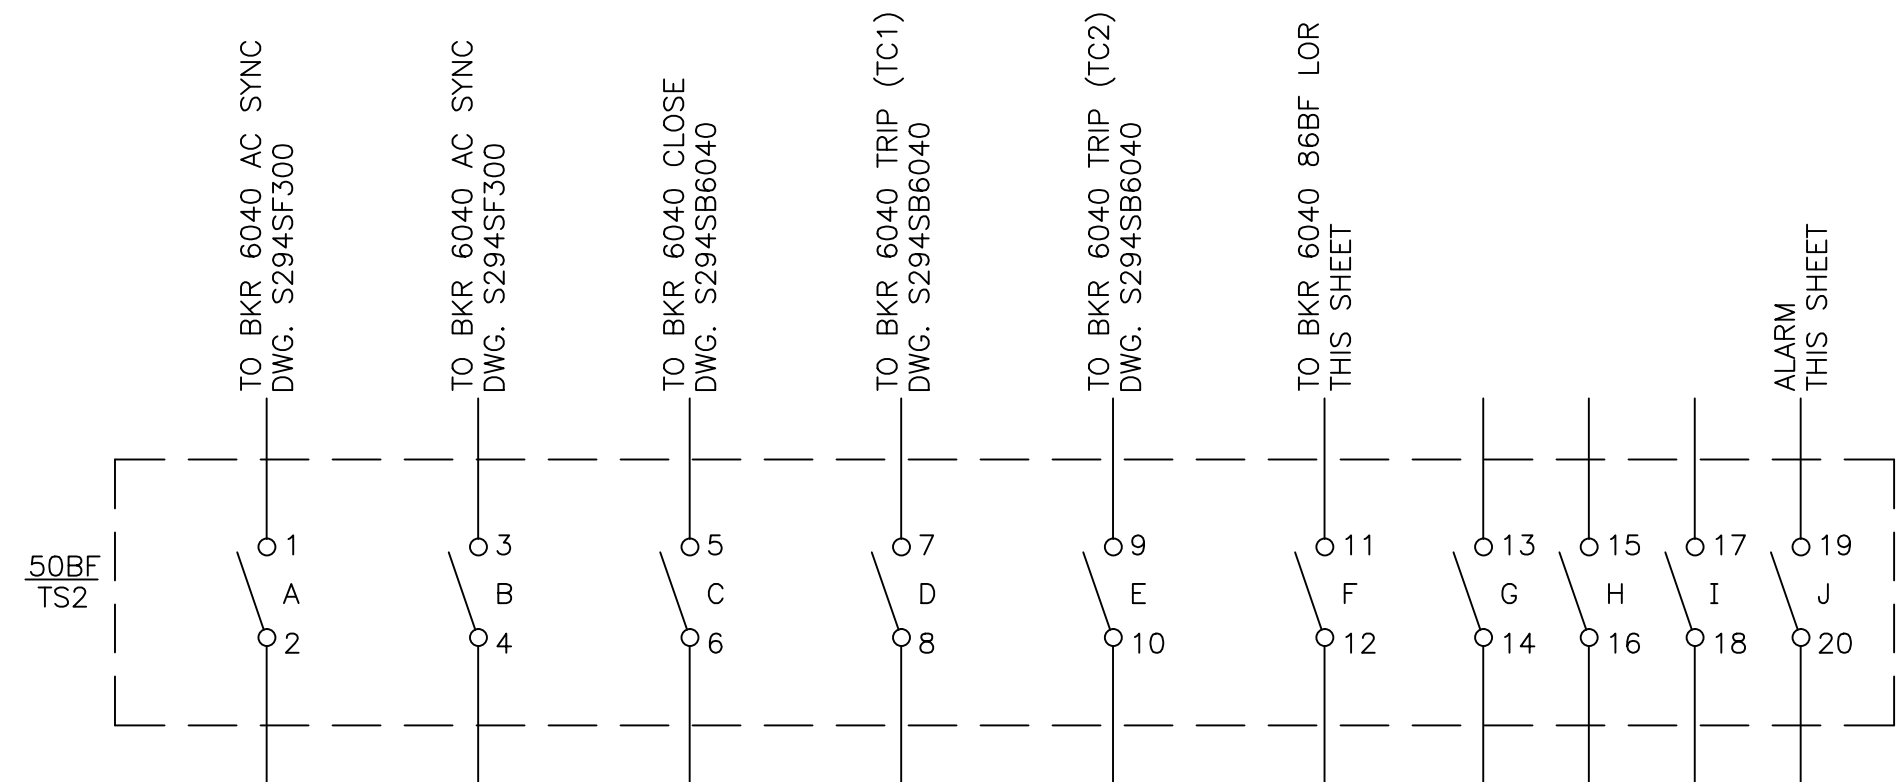 TO BKR 6040 AC SYNC
DWG. S294SF300
TO BKR 6040 AC SYNC
DWG. S294SF300
TO BKR 6040 CLOSE
DWG. S294SB6040
TO BKR 6040 TRIP (TC1)
DWG. S294SB6040
TO BKR 6040 TRIP (TC2)
DWG. S294SB6040
TO BKR 6040 86BF LOR
THIS SHEET
ALARM
THIS SHEET
50BF
TS2
1
A
2
3
B
4
5
C
6
7
D
8
9
E
10
11
F
12
13
G
14
15
H
16
17
I
18
19
J
20